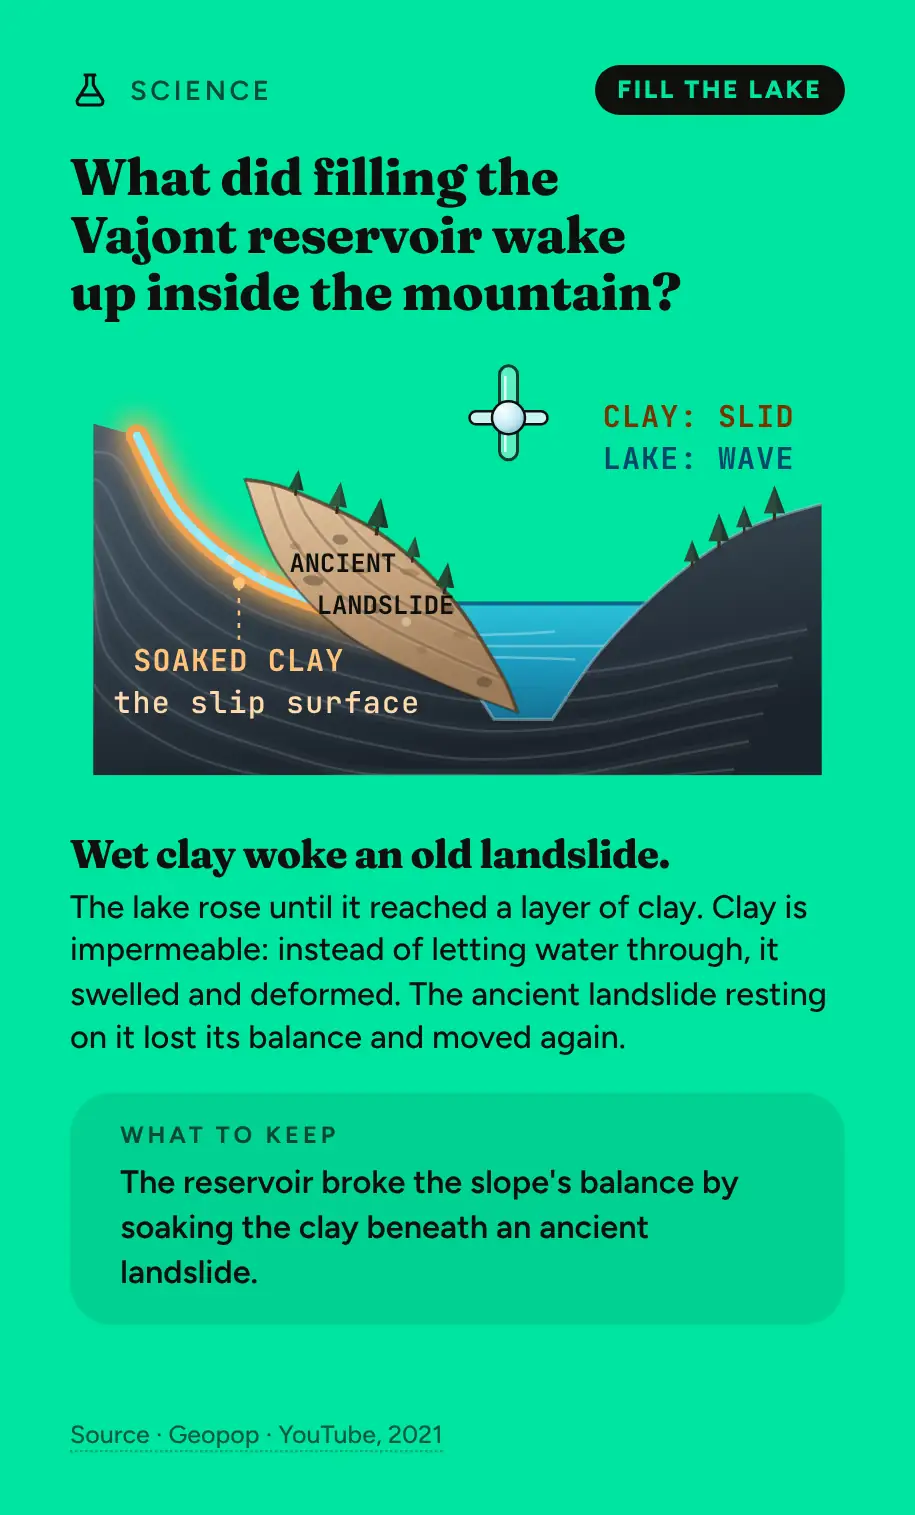 SCIENCE
FILL THE LAKE
What did filling the
Vajont reservoir wake
up inside the mountain?
CLAY: SLID
LAKE: WAVE
ANCIENT
LANDSLIDE
SOAKED CLAY
the slip surface
Wet clay woke an old landslide.
The lake rose until it reached a layer of clay. Clay is
impermeable: instead of letting water through, it
swelled and deformed. The ancient landslide resting
on it lost its balance and moved again.
WHAT TO KEEP
The reservoir broke the slope's balance by
soaking the clay beneath an ancient
landslide.
Source · Geopop · YouTube, 2021